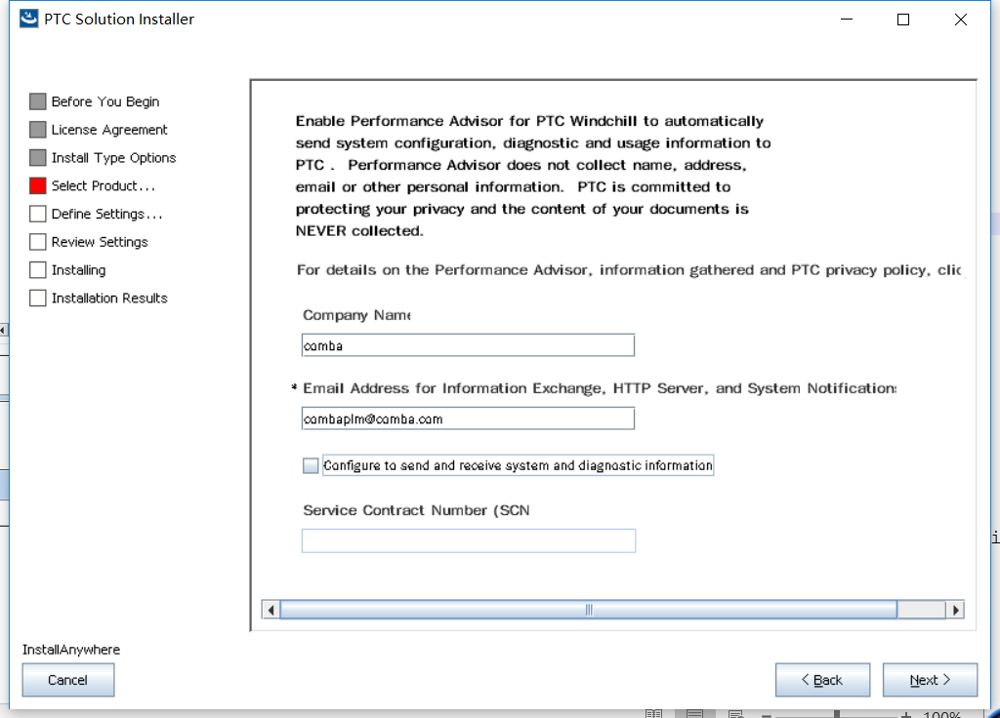 PTC Solution Installer
Before You Begin
License Agreement
Install Type Options
Select Product...
Define Settings...
Review Settings
Installing
Installation Results
Enable Performance Advisor for PTC Windchill to automatically
send system configuration, diagnostic and usage information to
PTC .  Performance Advisor does not collect name, address,
email or other personal information.  PTC is committed to
protecting your privacy and the content of your documents is
NEVER collected.
For details on the Performance Advisor, information gathered and PTC privacy policy, clic
Company Name
comba
* Email Address for Information Exchange, HTTP Server, and System Notifications
combaplm@comba.com
Configure to send and receive system and diagnostic information
Service Contract Number (SCN
InstallAnywhere
Cancel
< Back
Next >
100%